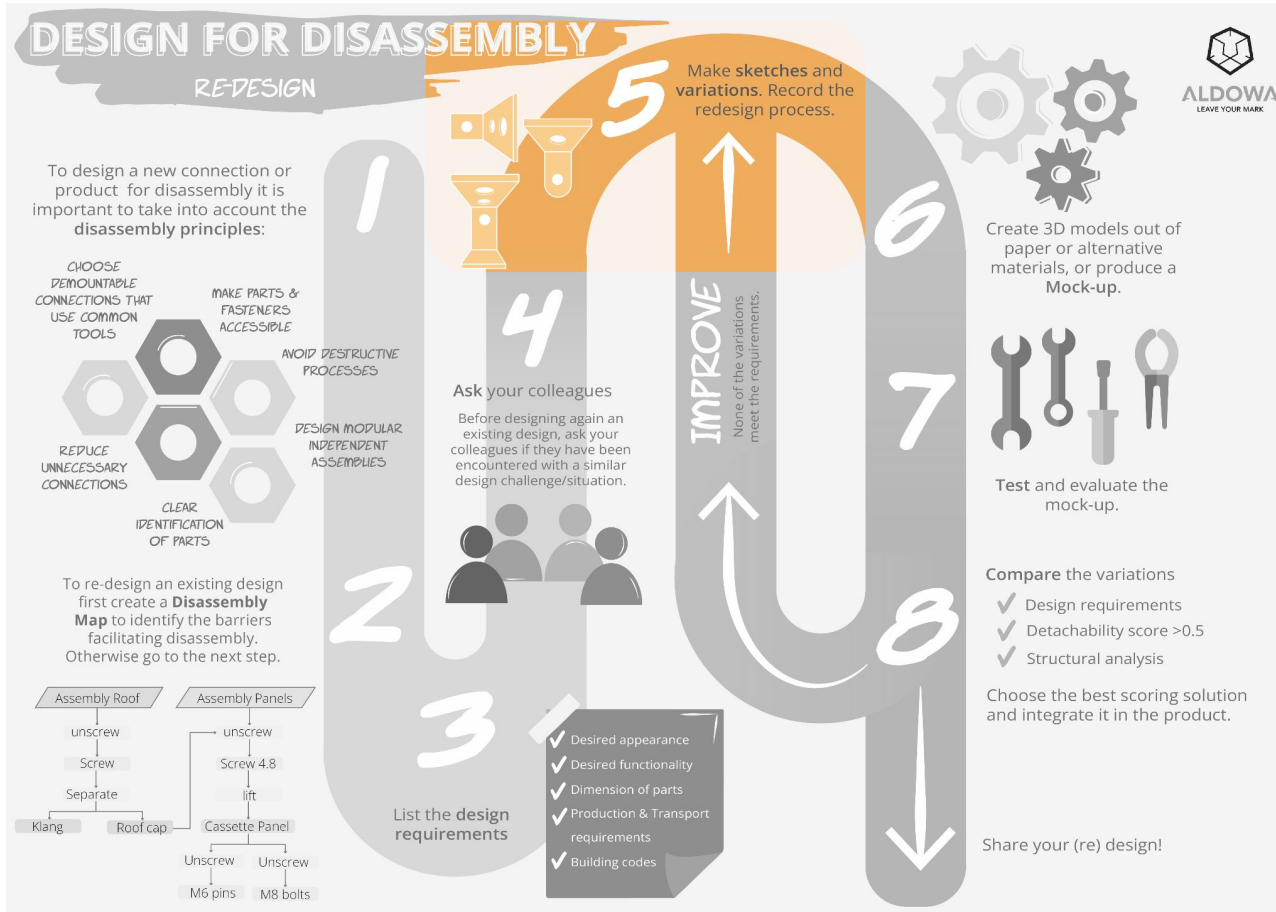 DESIGN FOR DISASSEMBLY
RE-DESIGN
ALDOWA
LEAVE YOUR MARK
1
To design a new connection or
product for disassembly it is
important to take into account the
disassembly principles:
CHOOSE
DEMOUNTABLE
CONNECTIONS THAT
USE COMMON
TOOLS
MAKE PARTS &
FASTENERS
ACCESSIBLE
AVOID DESTRUCTIVE
PROCESSES
DESIGN MODULAR
INDEPENDENT
ASSEMBLIES
REDUCE
UNNECESSARY
CONNECTIONS
CLEAR
IDENTIFICATION
OF PARTS
2
To re-design an existing design
first create a Disassembly
Map to identify the barriers
facilitating disassembly.
Otherwise go to the next step.
Assembly Roof
unscrew
Screw
Separate
Klang
Roof cap
Assembly Panels
unscrew
Screw 4.8
lift
Cassette Panel
Unscrew
Unscrew
M6 pins
M8 bolts
3
List the design
requirements
Desired appearance
Desired functionality
Dimension of parts
Production & Transport
requirements
Building codes
4
Ask your colleagues
Before designing again an
existing design, ask your
colleagues if they have been
encountered with a similar
design challenge/situation.
5
Make sketches and
variations. Record the
redesign process.
IMPROVE
None of the variations
meet the requirements.
6
Create 3D models out of
paper or alternative
materials, or produce a
Mock-up.
7
Test and evaluate the
mock-up.
8
Compare the variations
Design requirements
Detachability score >0.5
Structural analysis
Choose the best scoring solution
and integrate it in the product.
Share your (re) design!